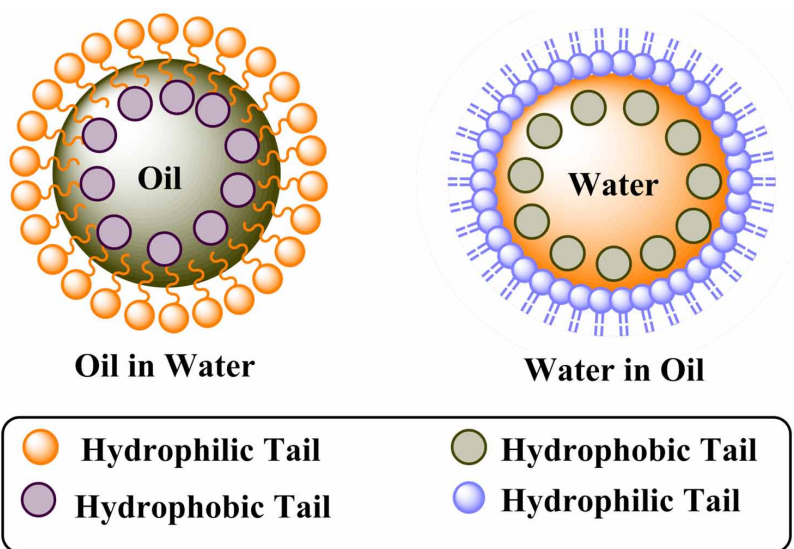 Oil
Water
Oil in Water
Water in Oil
Hydrophilic Tail
Hydrophobic Tail
Hydrophobic Tail
Hydrophilic Tail